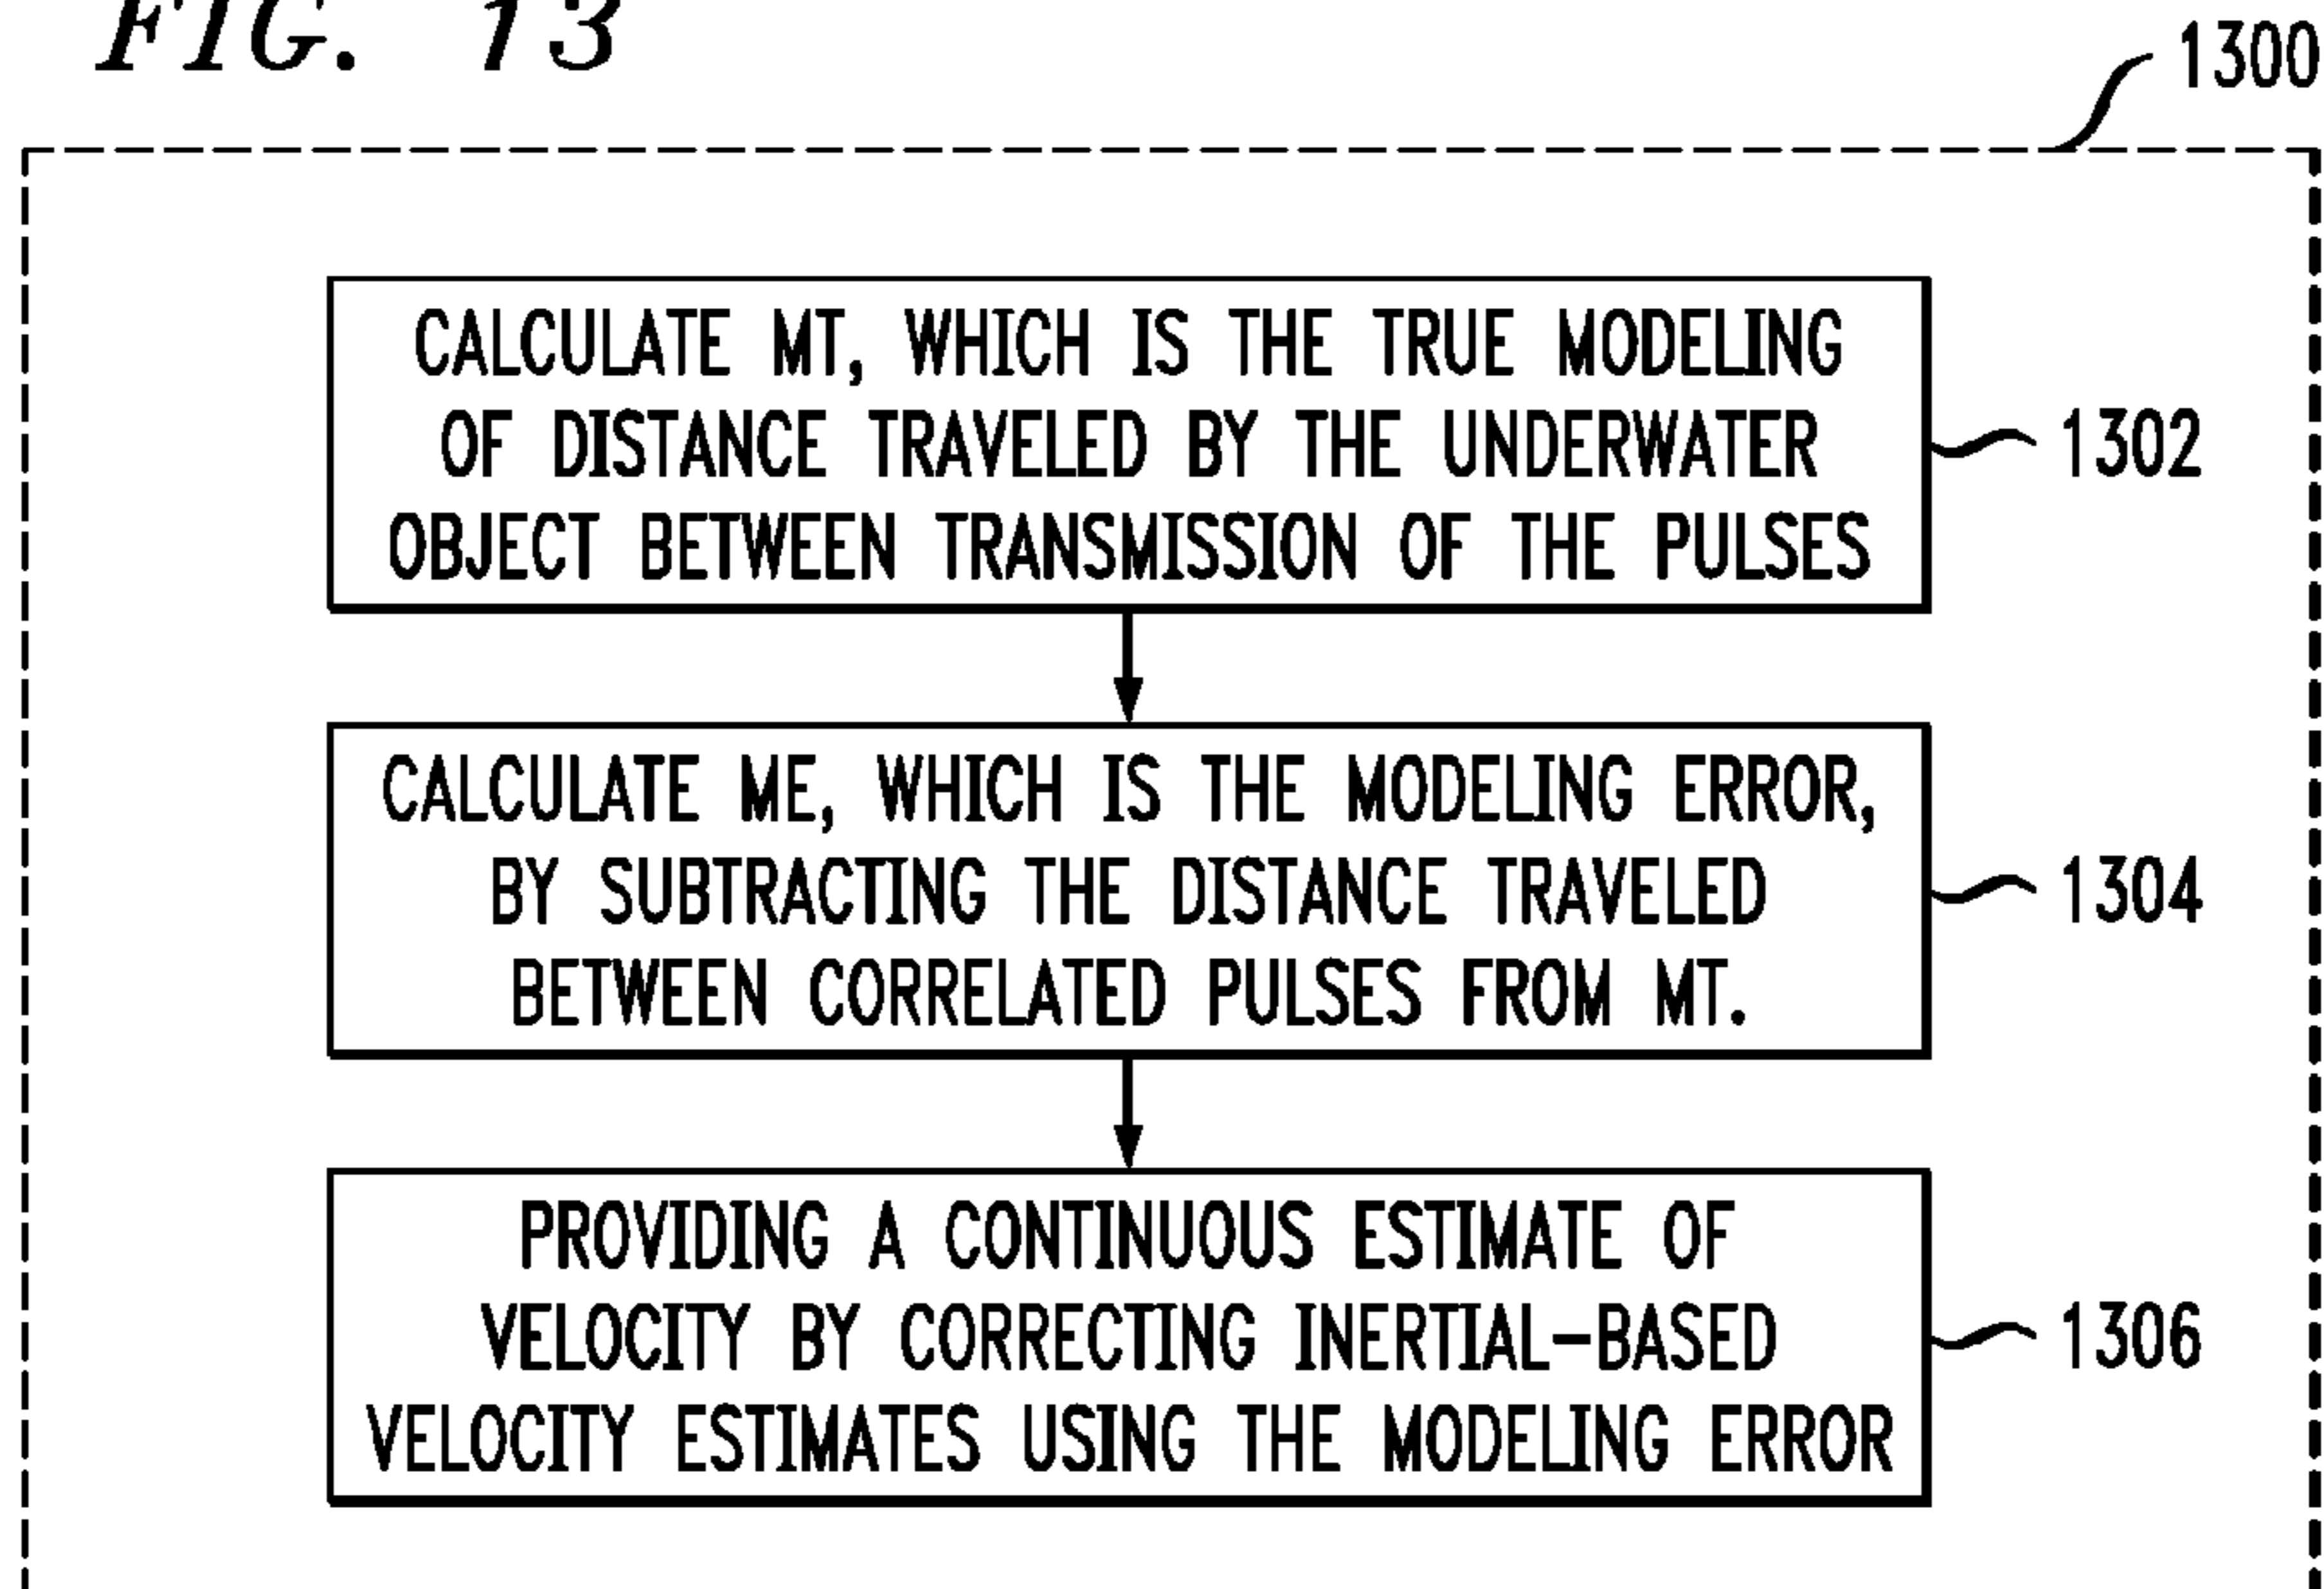 FIG. 13
1300
CALCULATE MT, WHICH IS THE TRUE MODELING
OF DISTANCE TRAVELED BY THE UNDERWATER
OBJECT BETWEEN TRANSMISSION OF THE PULSES
1302
CALCULATE ME, WHICH IS THE MODELING ERROR,
BY SUBTRACTING THE DISTANCE TRAVELED
BETWEEN CORRELATED PULSES FROM MT.
1304
PROVIDING A CONTINUOUS ESTIMATE OF
VELOCITY BY CORRECTING INERTIAL-BASED
VELOCITY ESTIMATES USING THE MODELING ERROR
1306